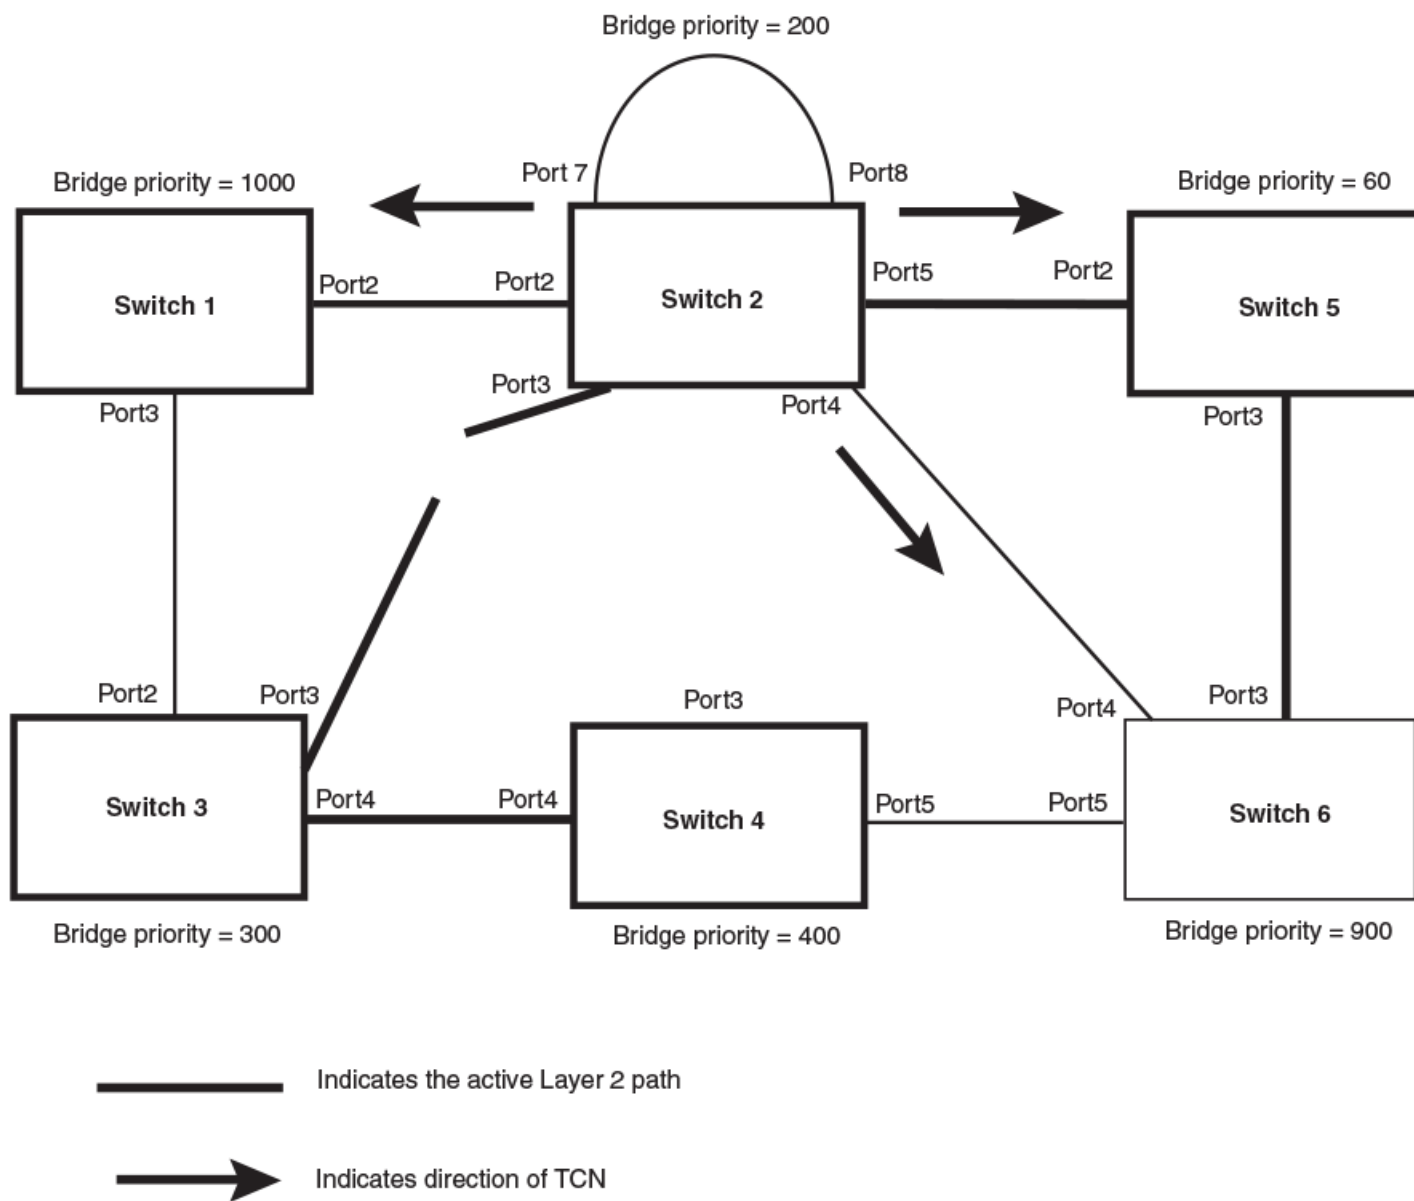 Bridge priority = 200
Port 7
Port8
Bridge priority = 1000
Bridge priority = 60
Switch 1
Port2
Port2
Switch 2
Port5
Port2
Switch 5
Port3
Port3
Port4
Port3
Port2
Port3
Port3
Port4
Port3
Switch 3
Port4
Port4
Switch 4
Port5
Port5
Switch 6
Bridge priority = 300
Bridge priority = 400
Bridge priority = 900
Indicates the active Layer 2 path
Indicates direction of TCN